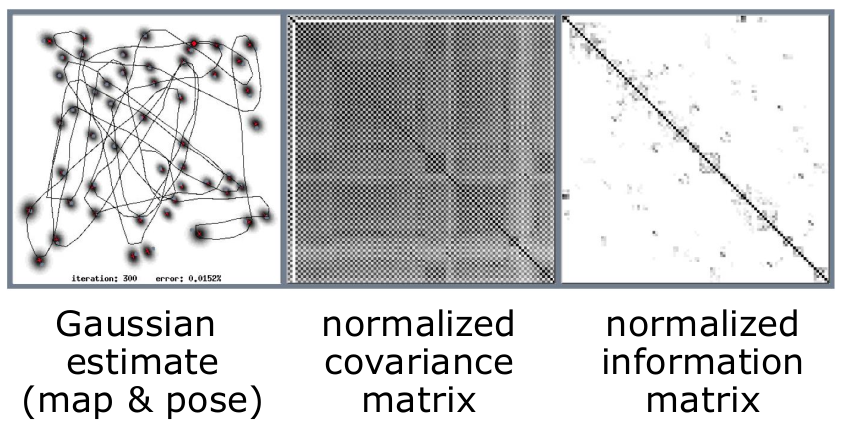 iteration: 300 error: 0.0152%
Gaussian
estimate
(map & pose)
normalized
covariance
matrix
normalized
information
matrix